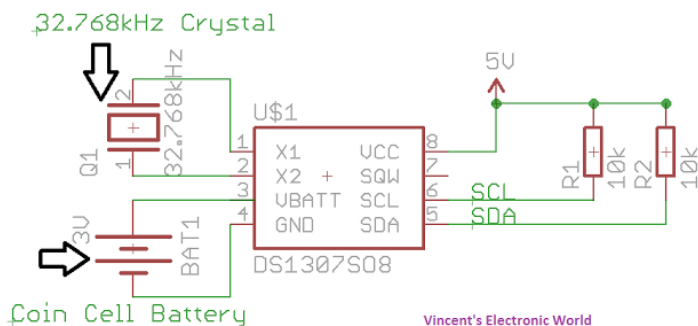 32.768kHz Crystal
5V
2
32.768kHz
1
Q1
U$1
1 X1 VCC 8
2 X2 SQW 7
3 VBATT SCL 6
4 GND SDA 5
DS1307SO8
SCL
SDA
R1
10k
R2
10k
3V
BAT1
Coin Cell Battery
Vincent's Electronic World